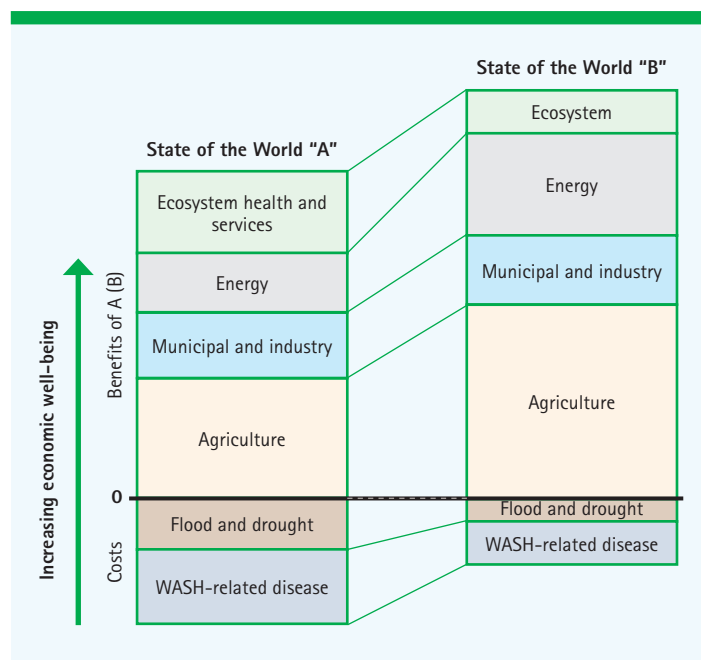 State of the World “A”
State of the World “B”
Ecosystem health and
services
Energy
Municipal and industry
Agriculture
Flood and drought
WASH-related disease
Ecosystem
Energy
Municipal and industry
Agriculture
Flood and drought
WASH-related disease
Increasing economic well-being
Benefits of A (B)
0
Costs